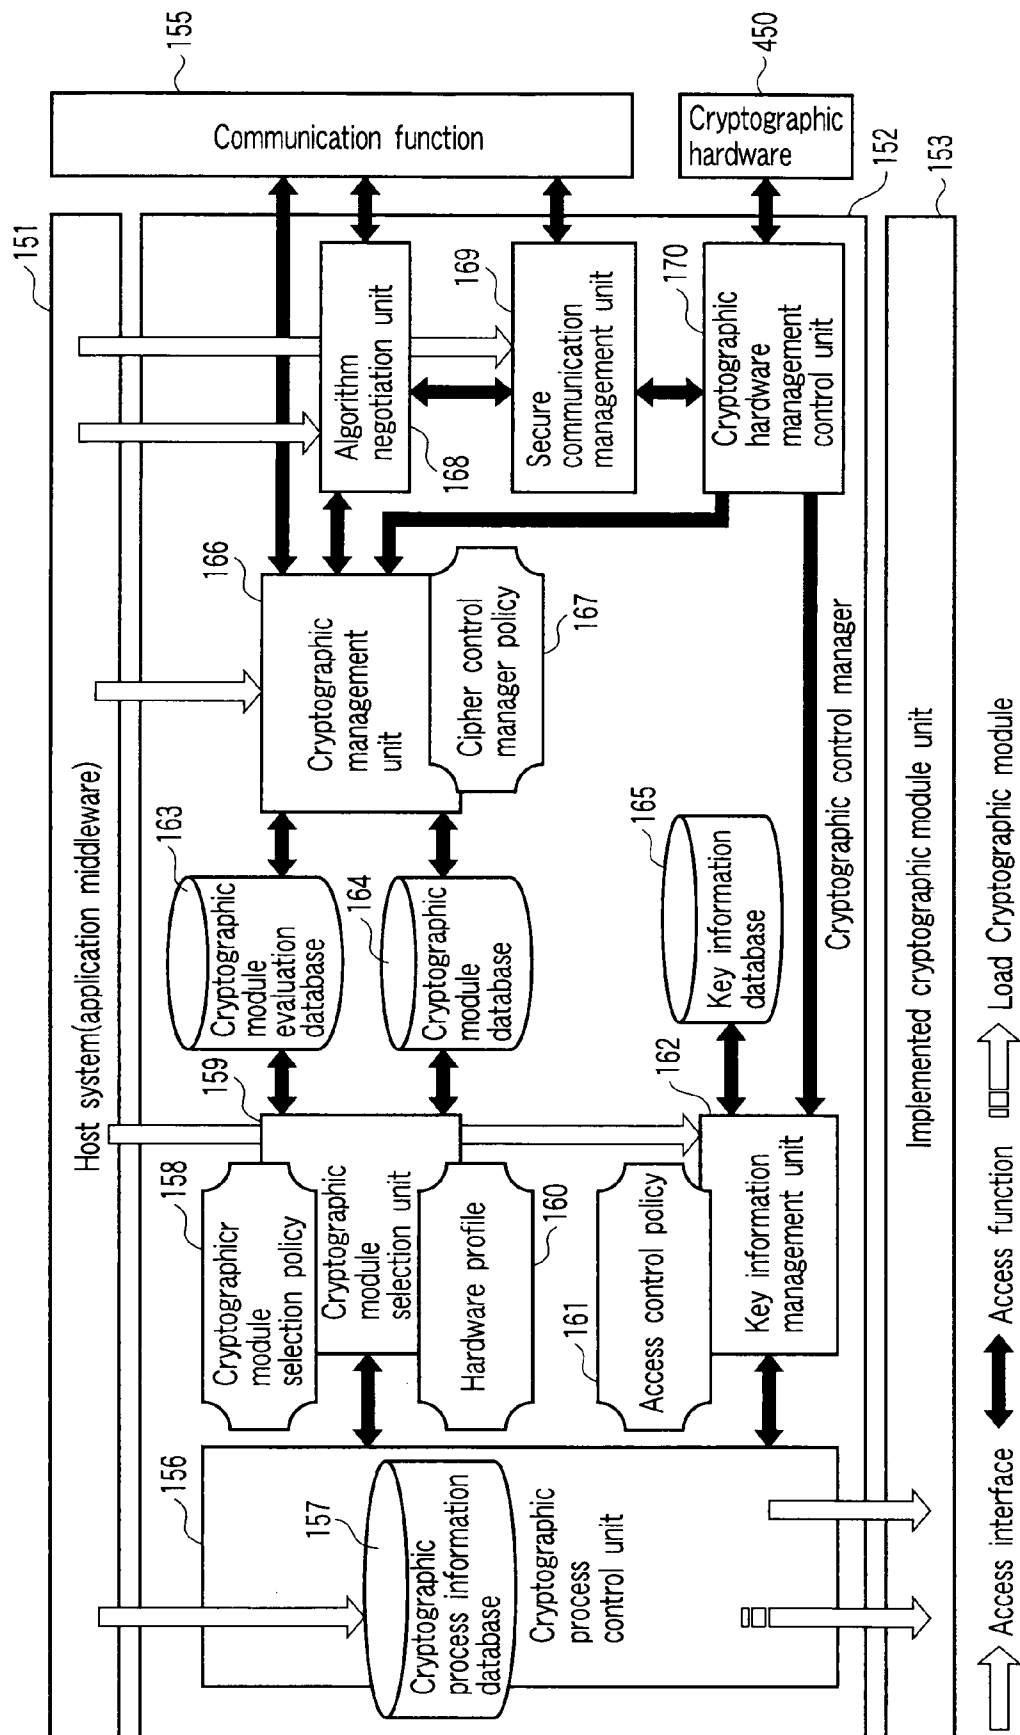 151
Host system(application middleware)
155
Communication function
450
Cryptographic
hardware
152
153
156
157
Cryptographic
process information
database
Cryptographic
process
control unit
158
Cryptographicr
module
selection policy
159
Cryptographic
module
selection unit
Hardware profile
160
161
Access control policy
162
Key information
management unit
163
Cryptographic
module
evaluation
database
164
Cryptographic
module
database
165
Key information
database
166
Cryptographic
management
unit
Cipher control
manager policy
167
Algorithm
negotiation unit
168
169
Secure
communication
management unit
170
Cryptographic
hardware
management
control unit
Cryptographic control manager
Implemented cryptographic module unit
Access interface
Access function
Load Cryptographic module